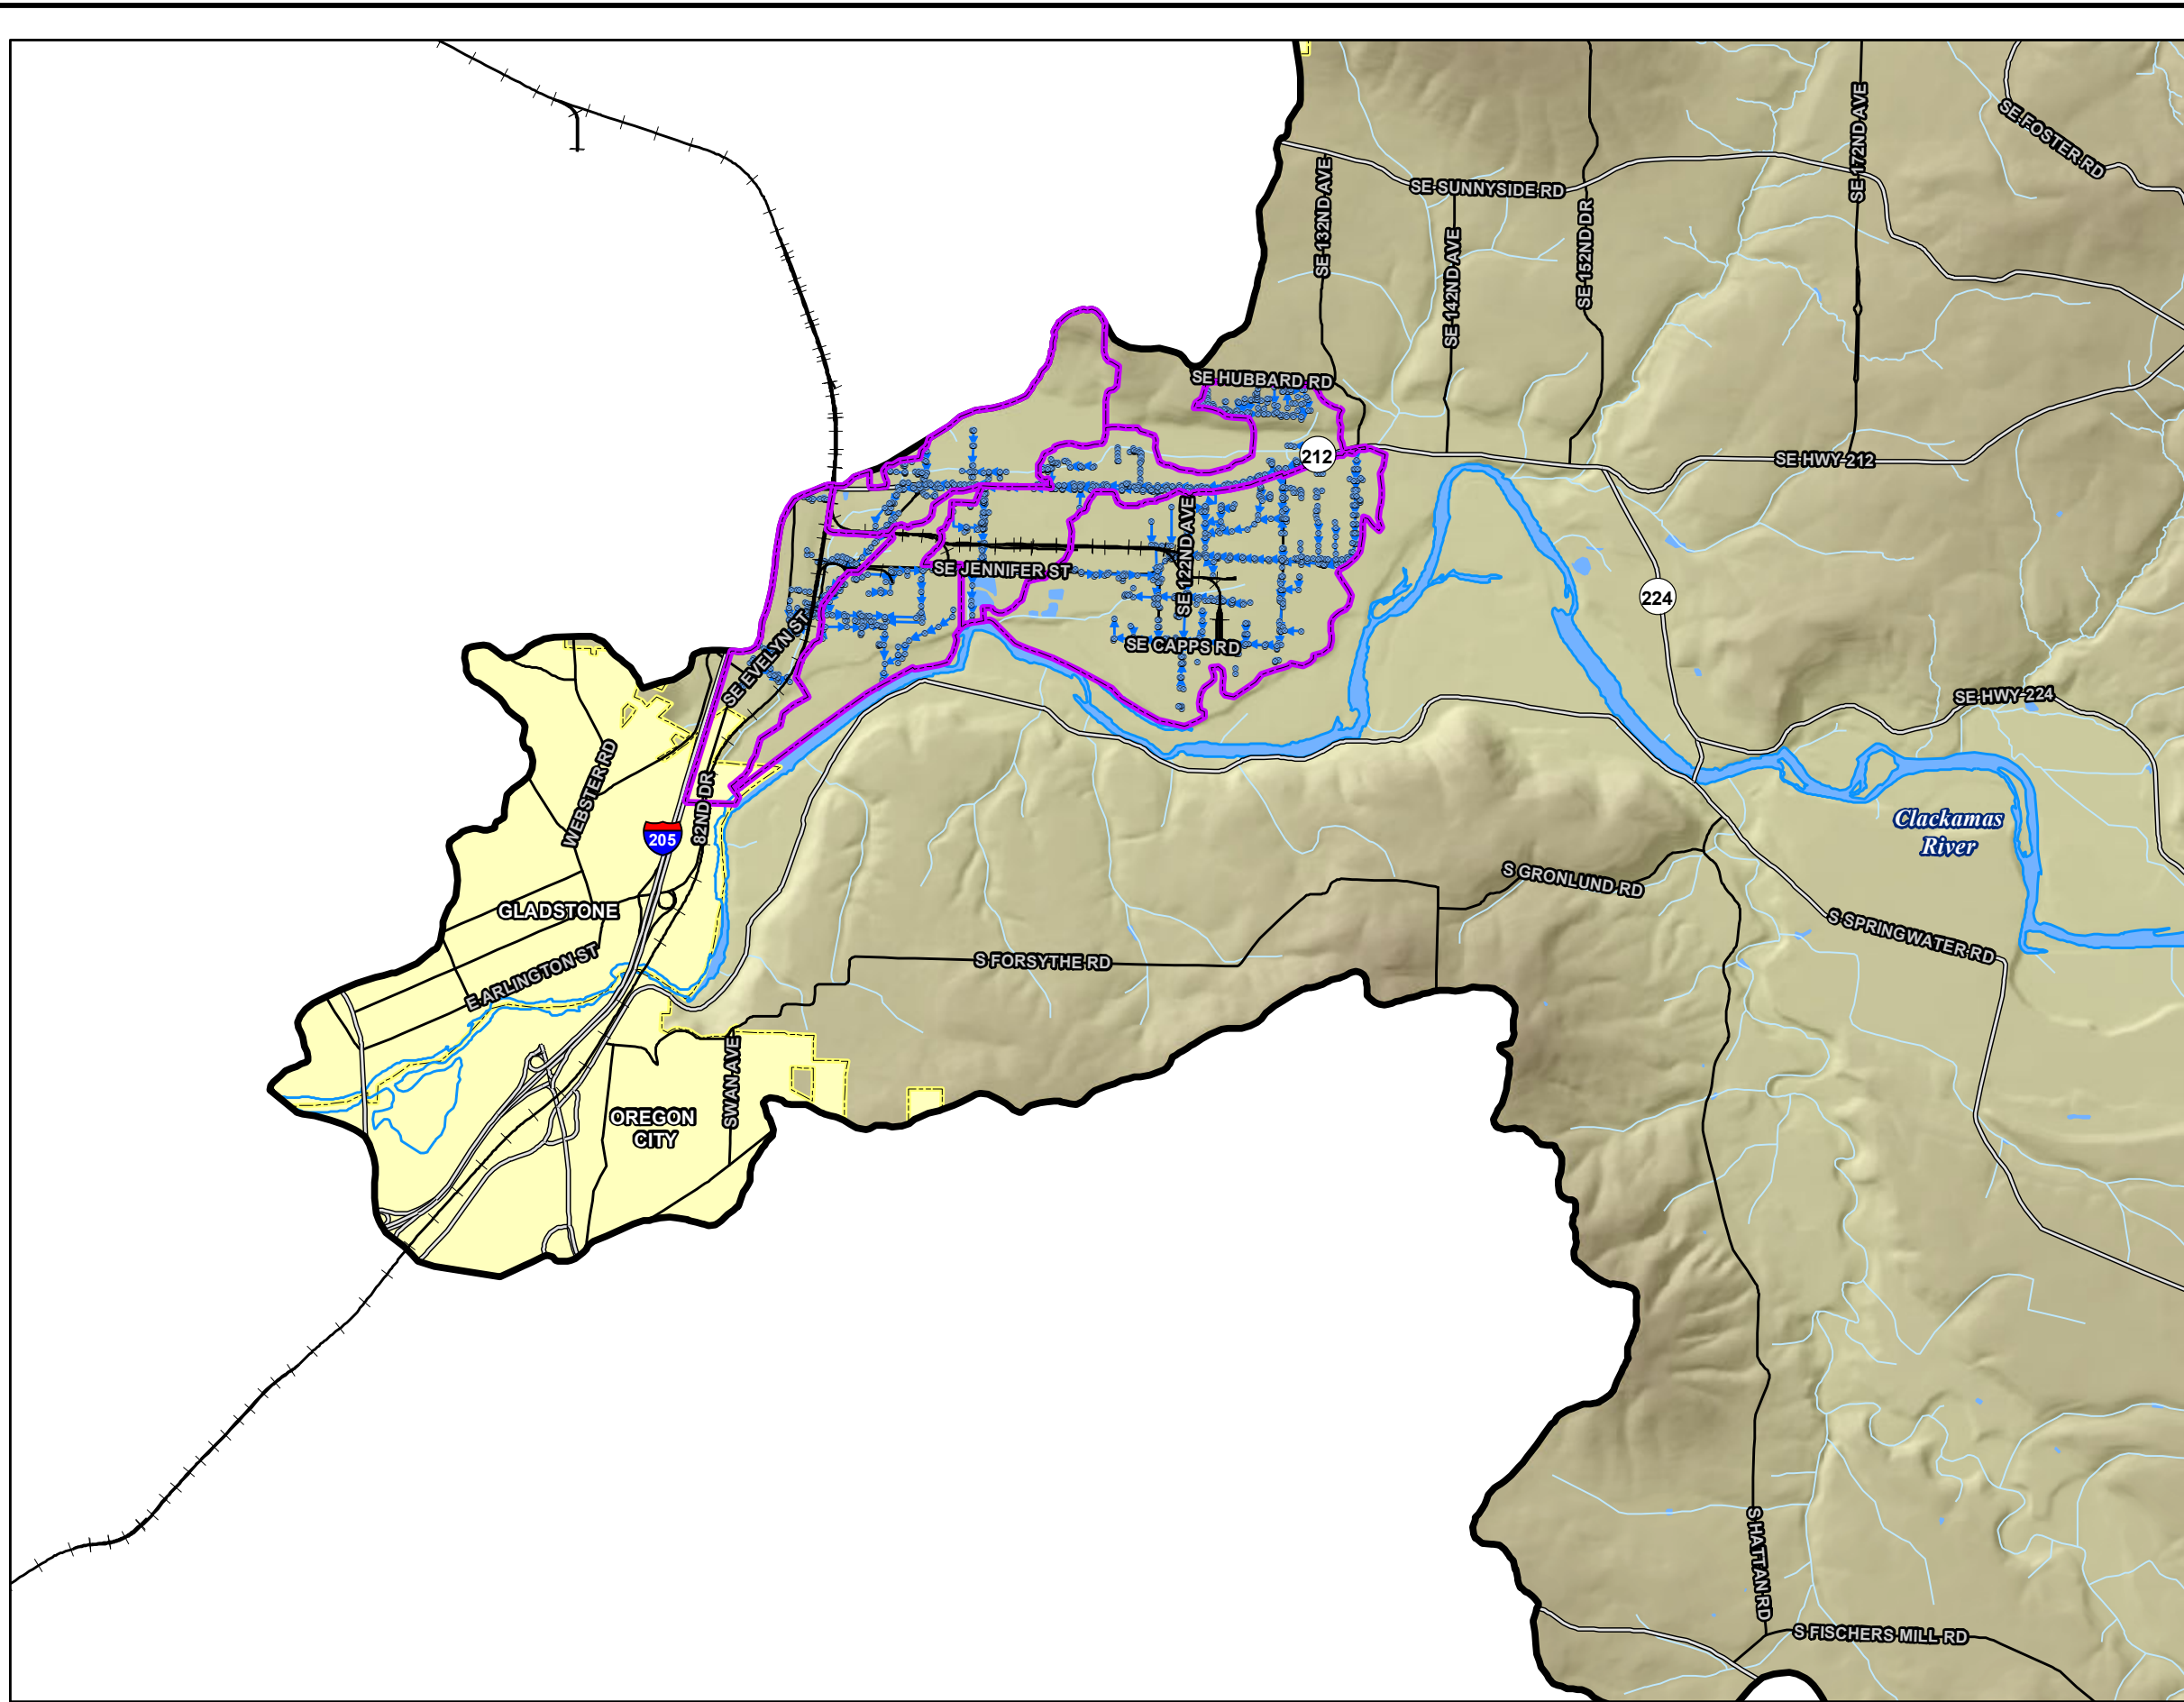 SE 172ND AVE
SE FOSTER RD
SE SUNNYSIDE RD
SE 132ND AVE
SE 142ND AVE
SE 152ND DR
SE HUBBARD RD
212
SE HWY 212
SE 122ND AVE
SE JENNIFER ST
224
SE CAPPS RD
SE EVELYN ST
SE HWY 224
WEBSTER RD
82ND DR
205
Clackamas
River
S GRONLUND RD
GLADSTONE
S SPRINGWATER RD
S FORSYTHE RD
E ARLINGTON ST
SWAN AVE
OREGON
CITY
S HATTAN RD
S FISCHERS MILL RD